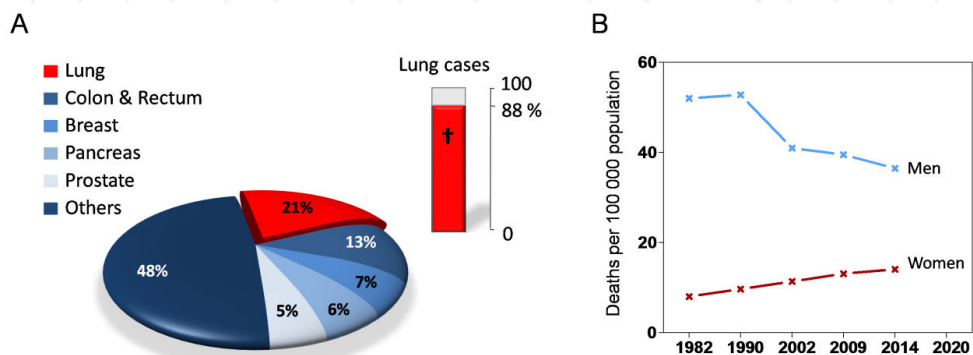 A
Lung
Colon & Rectum
Breast
Pancreas
Prostate
Others
Lung cases
100
88 %
†
0
21%
13%
7%
6%
5%
48%
B
Deaths per 100 000 population
60
40
20
0
Men
Women
1982 1990 2002 2009 2014 2020